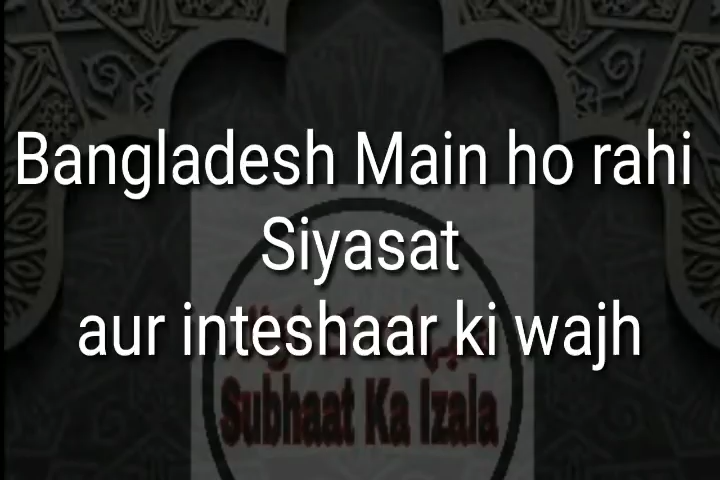 Bangladesh Main ho rahi
Siyasat
aur inteshaar ki wajh
Subhaat Ka Izala